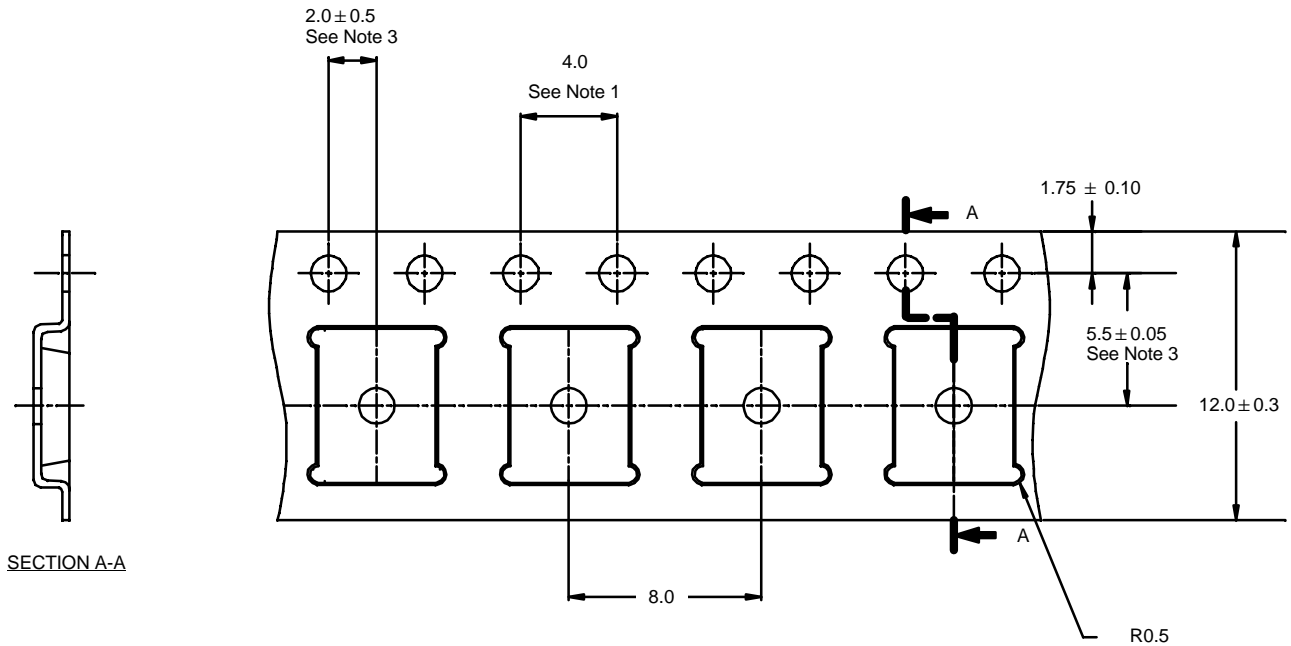 2.0±0.5
See Note 3
4.0
See Note 1
1.75 ± 0.10
A
5.5±0.05
See Note 3
12.0±0.3
A
SECTION A-A
8.0
R0.5